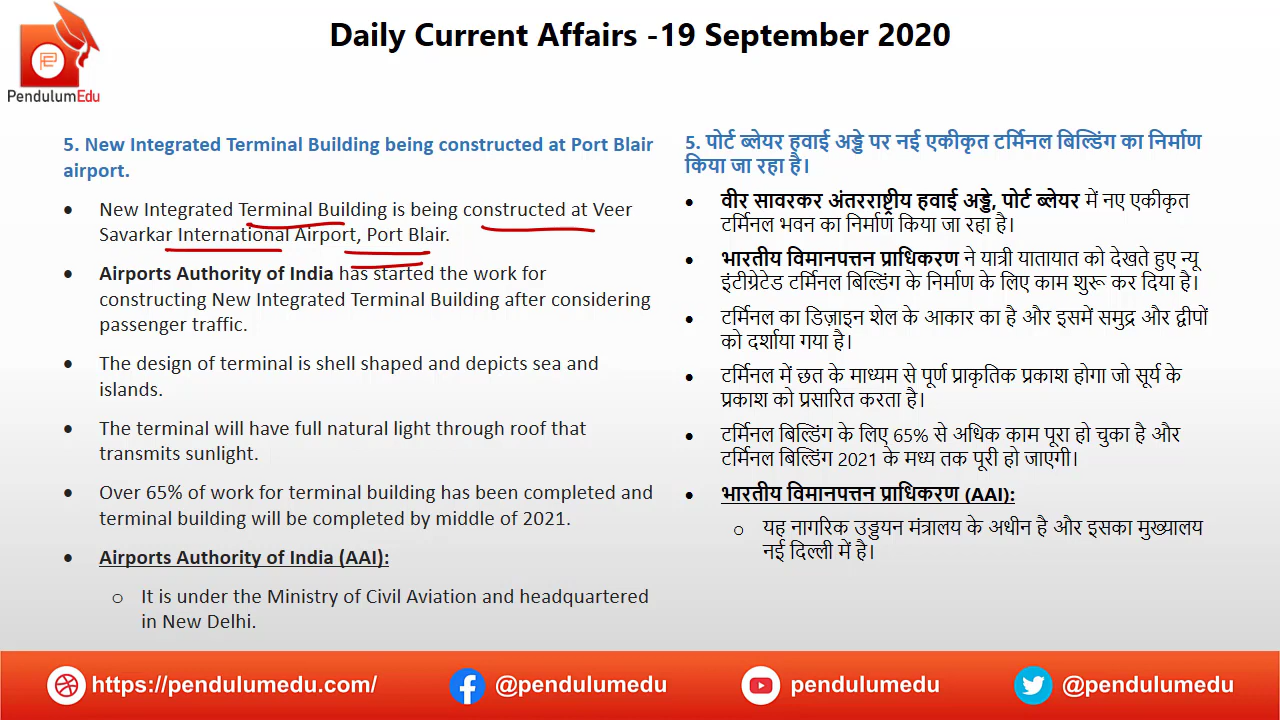 Daily Current Affairs -19 September 2020
PendulumEdu
5. New Integrated Terminal Building being constructed at Port Blair
airport.
• New Integrated Terminal Building is being constructed at Veer
Savarkar International Airport, Port Blair.
• Airports Authority of India has started the work for
constructing New Integrated Terminal Building after considering
passenger traffic.
• The design of terminal is shell shaped and depicts sea and
islands.
• The terminal will have full natural light through roof that
transmits sunlight.
• Over 65% of work for terminal building has been completed and
terminal building will be completed by middle of 2021.
• Airports Authority of India (AAI):
o It is under the Ministry of Civil Aviation and headquartered
in New Delhi.
5. पोर्ट ब्लेयर हवाई अड्डे पर नई एकीकृत टर्मिनल बिल्डिंग का निर्माण
किया जा रहा है।
• वीर सावरकर अंतरराष्ट्रीय हवाई अड्डे, पोर्ट ब्लेयर में नए एकीकृत
टर्मिनल भवन का निर्माण किया जा रहा है।
• भारतीय विमानपत्तन प्राधिकरण ने यात्री यातायात को देखते हुए न्यू
इंटीग्रेटेड टर्मिनल बिल्डिंग के निर्माण के लिए काम शुरू कर दिया है।
• टर्मिनल का डिज़ाइन शेल के आकार का है और इसमें समुद्र और द्वीपों
को दर्शाया गया है।
• टर्मिनल में छत के माध्यम से पूर्ण प्राकृतिक प्रकाश होगा जो सूर्य के
प्रकाश को प्रसारित करता है।
• टर्मिनल बिल्डिंग के लिए 65% से अधिक काम पूरा हो चुका है और
टर्मिनल बिल्डिंग 2021 के मध्य तक पूरी हो जाएगी।
• भारतीय विमानपत्तन प्राधिकरण (AAI):
o यह नागरिक उड्डयन मंत्रालय के अधीन है और इसका मुख्यालय
नई दिल्ली में है।
https://pendulumedu.com/ @pendulumedu pendulumedu @pendulumedu